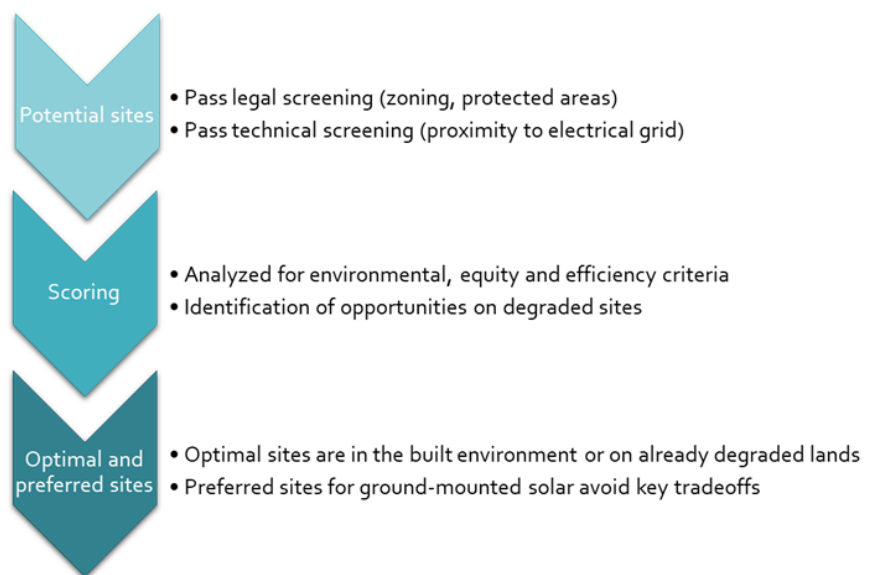 Potential sites
• Pass legal screening (zoning, protected areas)
• Pass technical screening (proximity to electrical grid)
Scoring
• Analyzed for environmental, equity and efficiency criteria
• Identification of opportunities on degraded sites
Optimal and
preferred sites
• Optimal sites are in the built environment or on already degraded lands
• Preferred sites for ground-mounted solar avoid key tradeoffs